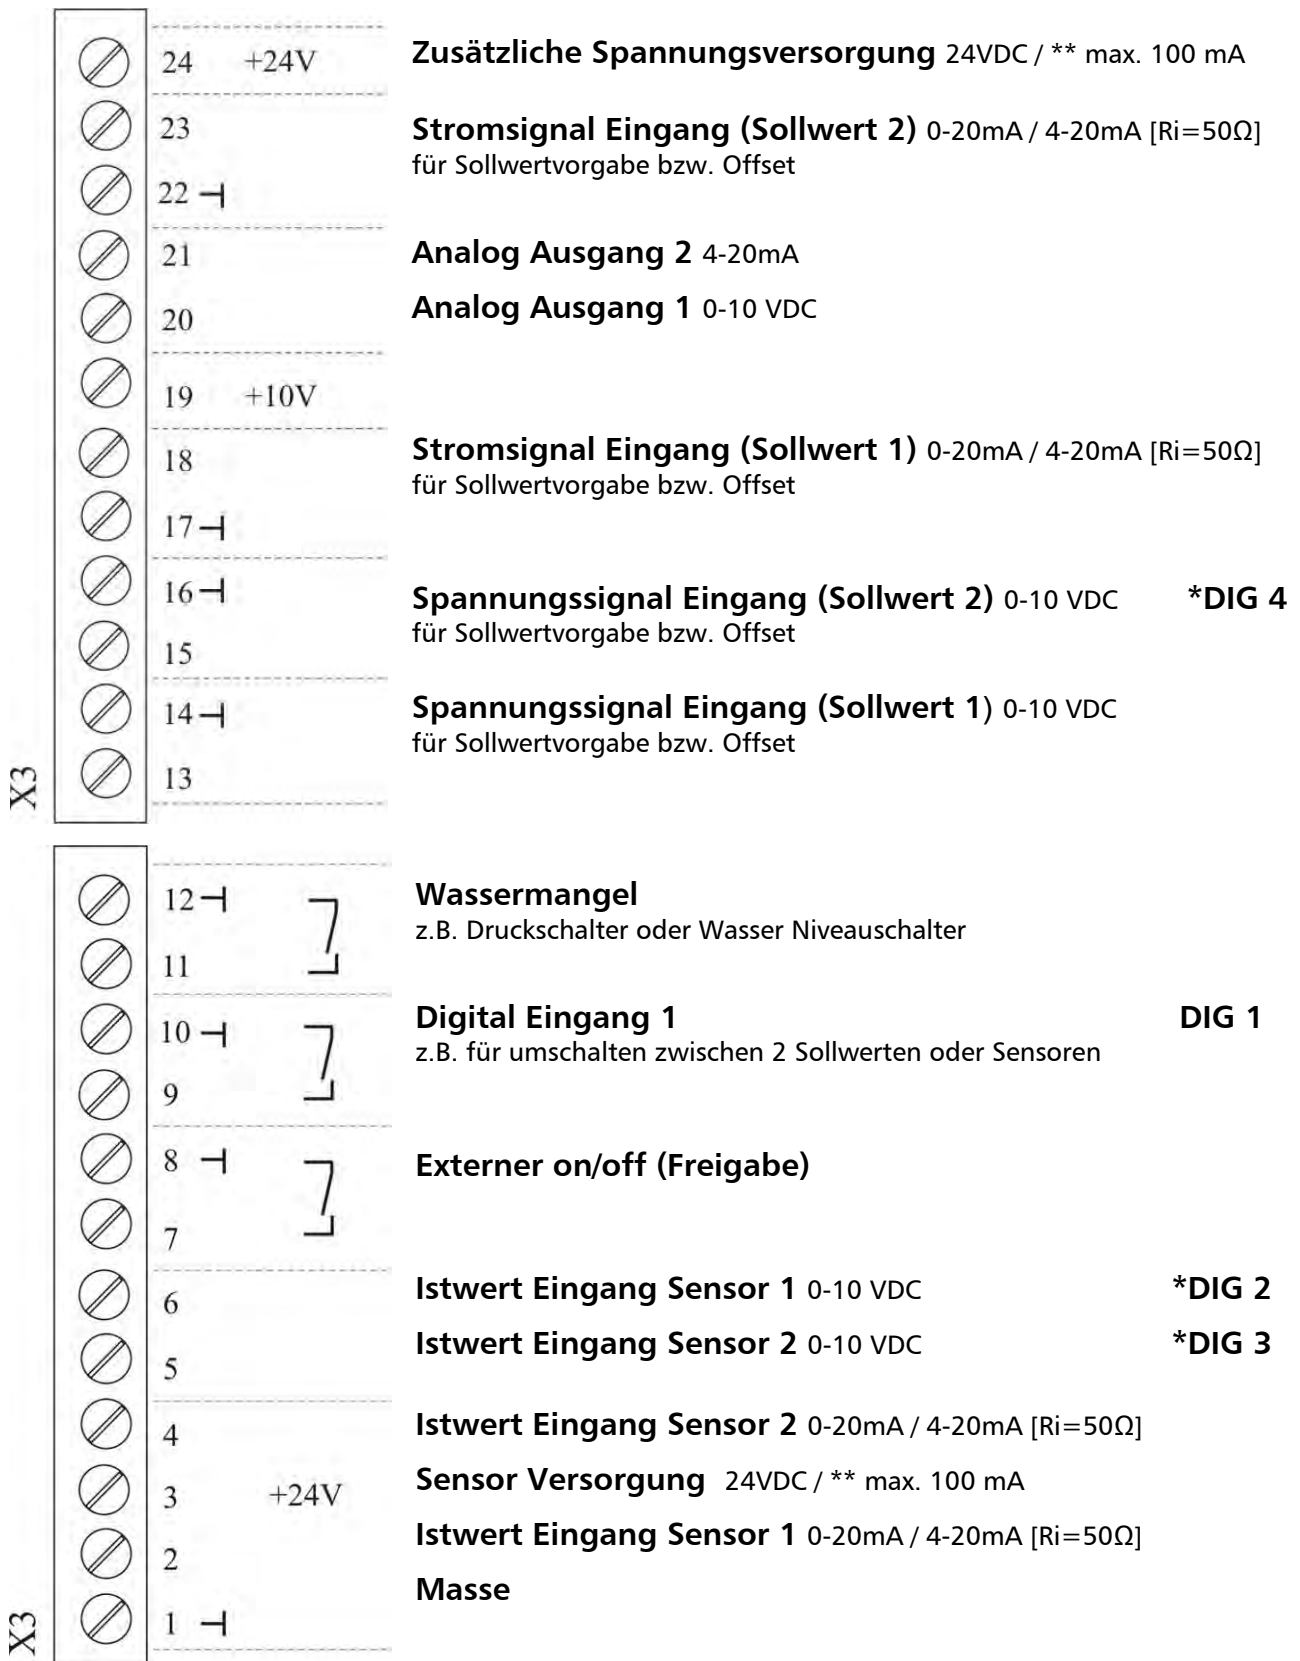 24 +24V Zusätzliche Spannungsversorgung 24VDC / ** max. 100 mA
23 Stromsignal Eingang (Sollwert 2) 0-20mA / 4-20mA [Ri=50Ω]
für Sollwertvorgabe bzw. Offset
22
21 Analog Ausgang 2 4-20mA
20 Analog Ausgang 1 0-10 VDC
19 +10V
18 Stromsignal Eingang (Sollwert 1) 0-20mA / 4-20mA [Ri=50Ω]
für Sollwertvorgabe bzw. Offset
17
16 Spannungssignal Eingang (Sollwert 2) 0-10 VDC *DIG 4
für Sollwertvorgabe bzw. Offset
15
14 Spannungssignal Eingang (Sollwert 1) 0-10 VDC
für Sollwertvorgabe bzw. Offset
13
X3
12 Wassermangel
z.B. Druckschalter oder Wasser Niveauschalter
11
10 Digital Eingang 1 DIG 1
z.B. für umschalten zwischen 2 Sollwerten oder Sensoren
9
8 Externer on/off (Freigabe)
7
6 Istwert Eingang Sensor 1 0-10 VDC *DIG 2
5 Istwert Eingang Sensor 2 0-10 VDC *DIG 3
4 Istwert Eingang Sensor 2 0-20mA / 4-20mA [Ri=50Ω]
3 +24V Sensor Versorgung 24VDC / ** max. 100 mA
2 Istwert Eingang Sensor 1 0-20mA / 4-20mA [Ri=50Ω]
1 Masse
X3